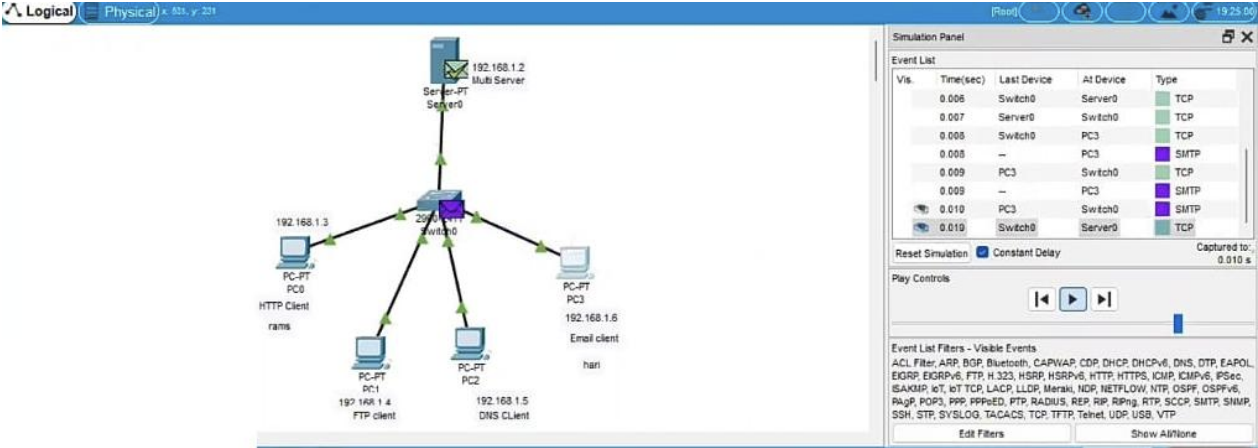 Logical Physical x: 501, y: 221 [Root] 19:25:00
192.168.1.2
Multi Server
Server-PT
Server0
Switch0
192.168.1.3
PC-PT
PC0
HTTP Client
rams
PC-PT
PC1
192.168.1.4
FTP client
PC-PT
PC2
192.168.1.5
DNS CLient
PC-PT
PC3
192.168.1.6
Email client
hari
Simulation Panel
Event List
Vis. Time(sec) Last Device At Device Type
0.006 Switch0 Server0 TCP
0.007 Server0 Switch0 TCP
0.008 Switch0 PC3 TCP
0.008 -- PC3 SMTP
0.009 PC3 Switch0 TCP
0.009 -- PC3 SMTP
0.010 PC3 Switch0 SMTP
0.010 Switch0 Server0 TCP
Reset Simulation Constant Delay Captured to:
0.010 s
Play Controls
Event List Filters - Visible Events
ACL Filter, ARP, BGP, Bluetooth, CAPWAP, CDP, DHCP, DHCPv6, DNS, DTP, EAPOL,
EIGRP, EIGRPv6, FTP, H.323, HSRP, HSRPv6, HTTP, HTTPS, ICMP, ICMPv6, IPSec,
ISAKMP, IoT, IoT TCP, LACP, LLDP, Meraki, NDP, NETFLOW, NTP, OSPF, OSPFv6,
PAgP, POP3, PPP, PPPoED, PTP, RADIUS, REP, RIP, RIPng, RTP, SCCP, SMTP, SNMP,
SSH, STP, SYSLOG, TACACS, TCP, TFTP, Telnet, UDP, USB, VTP
Edit Filters Show All/None